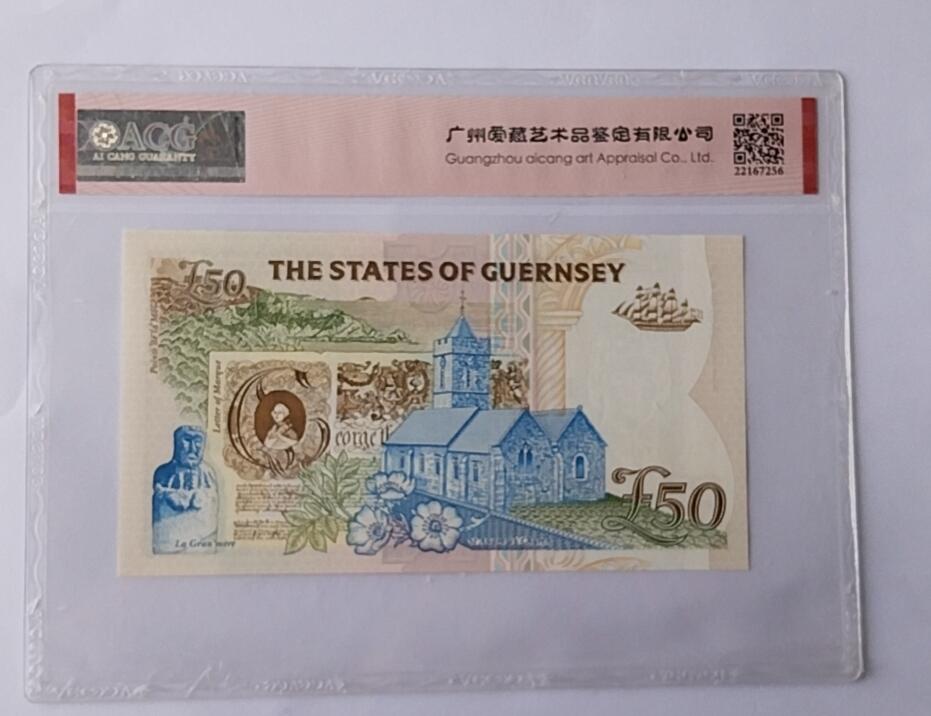 ACG
AI CANG GUARANTY
广州爱藏艺术品鉴定有限公司
Guangzhou aicang art Appraisal Co., Ltd.
22167256
£50
THE STATES OF GUERNSEY
Letter of Marque
George II
La Gran'mère
£50